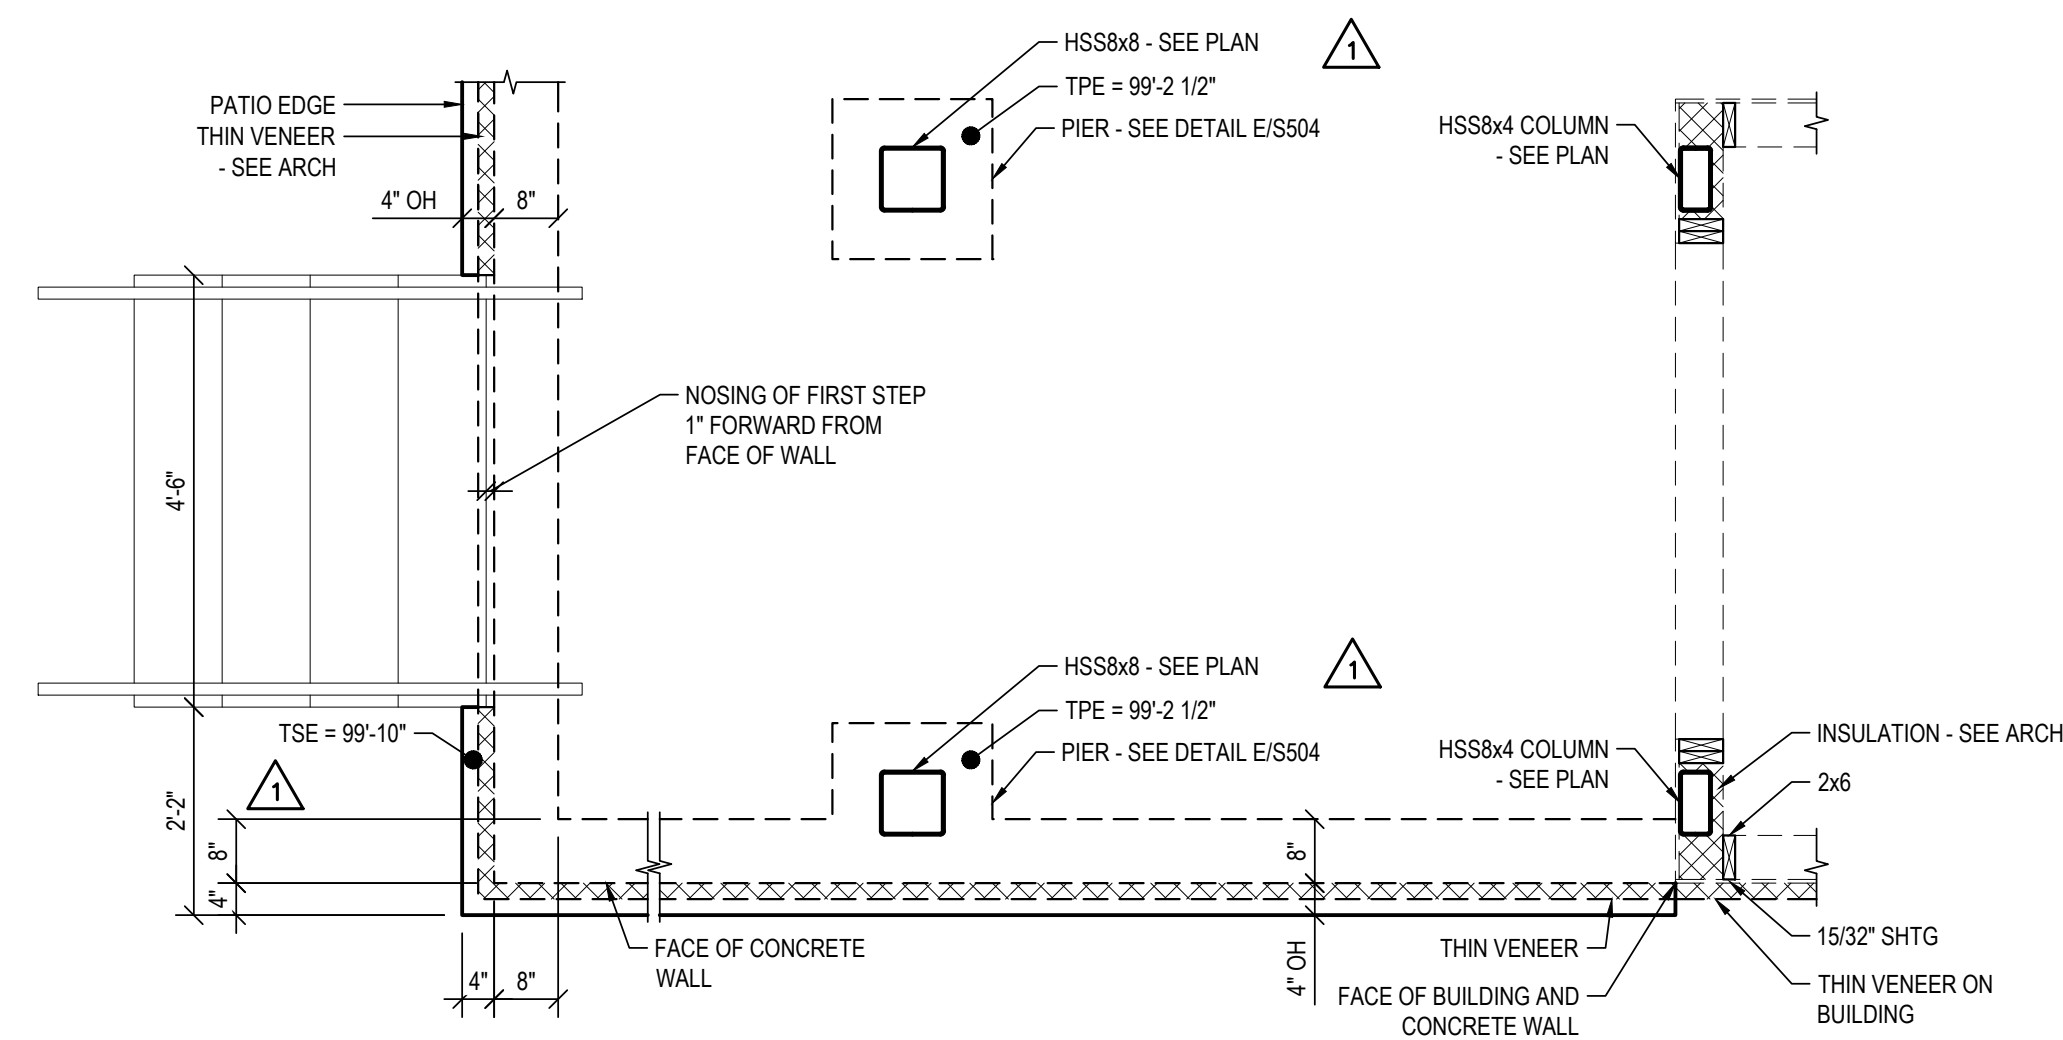 HSS8x8 - SEE PLAN
1
TPE = 99'-2 1/2"
PIER - SEE DETAIL E/S504
PATIO EDGE
THIN VENEER
- SEE ARCH
4" OH
8"
HSS8x4 COLUMN
- SEE PLAN
NOSING OF FIRST STEP
1" FORWARD FROM
FACE OF WALL
4'-6"
HSS8x8 - SEE PLAN
1
TPE = 99'-2 1/2"
PIER - SEE DETAIL E/S504
TSE = 99'-10"
1
2'-2"
8"
4"
HSS8x4 COLUMN
- SEE PLAN
INSULATION - SEE ARCH
2x6
8"
4" OH
FACE OF CONCRETE
WALL
4"
8"
THIN VENEER
FACE OF BUILDING AND
CONCRETE WALL
15/32" SHTG
THIN VENEER ON
BUILDING